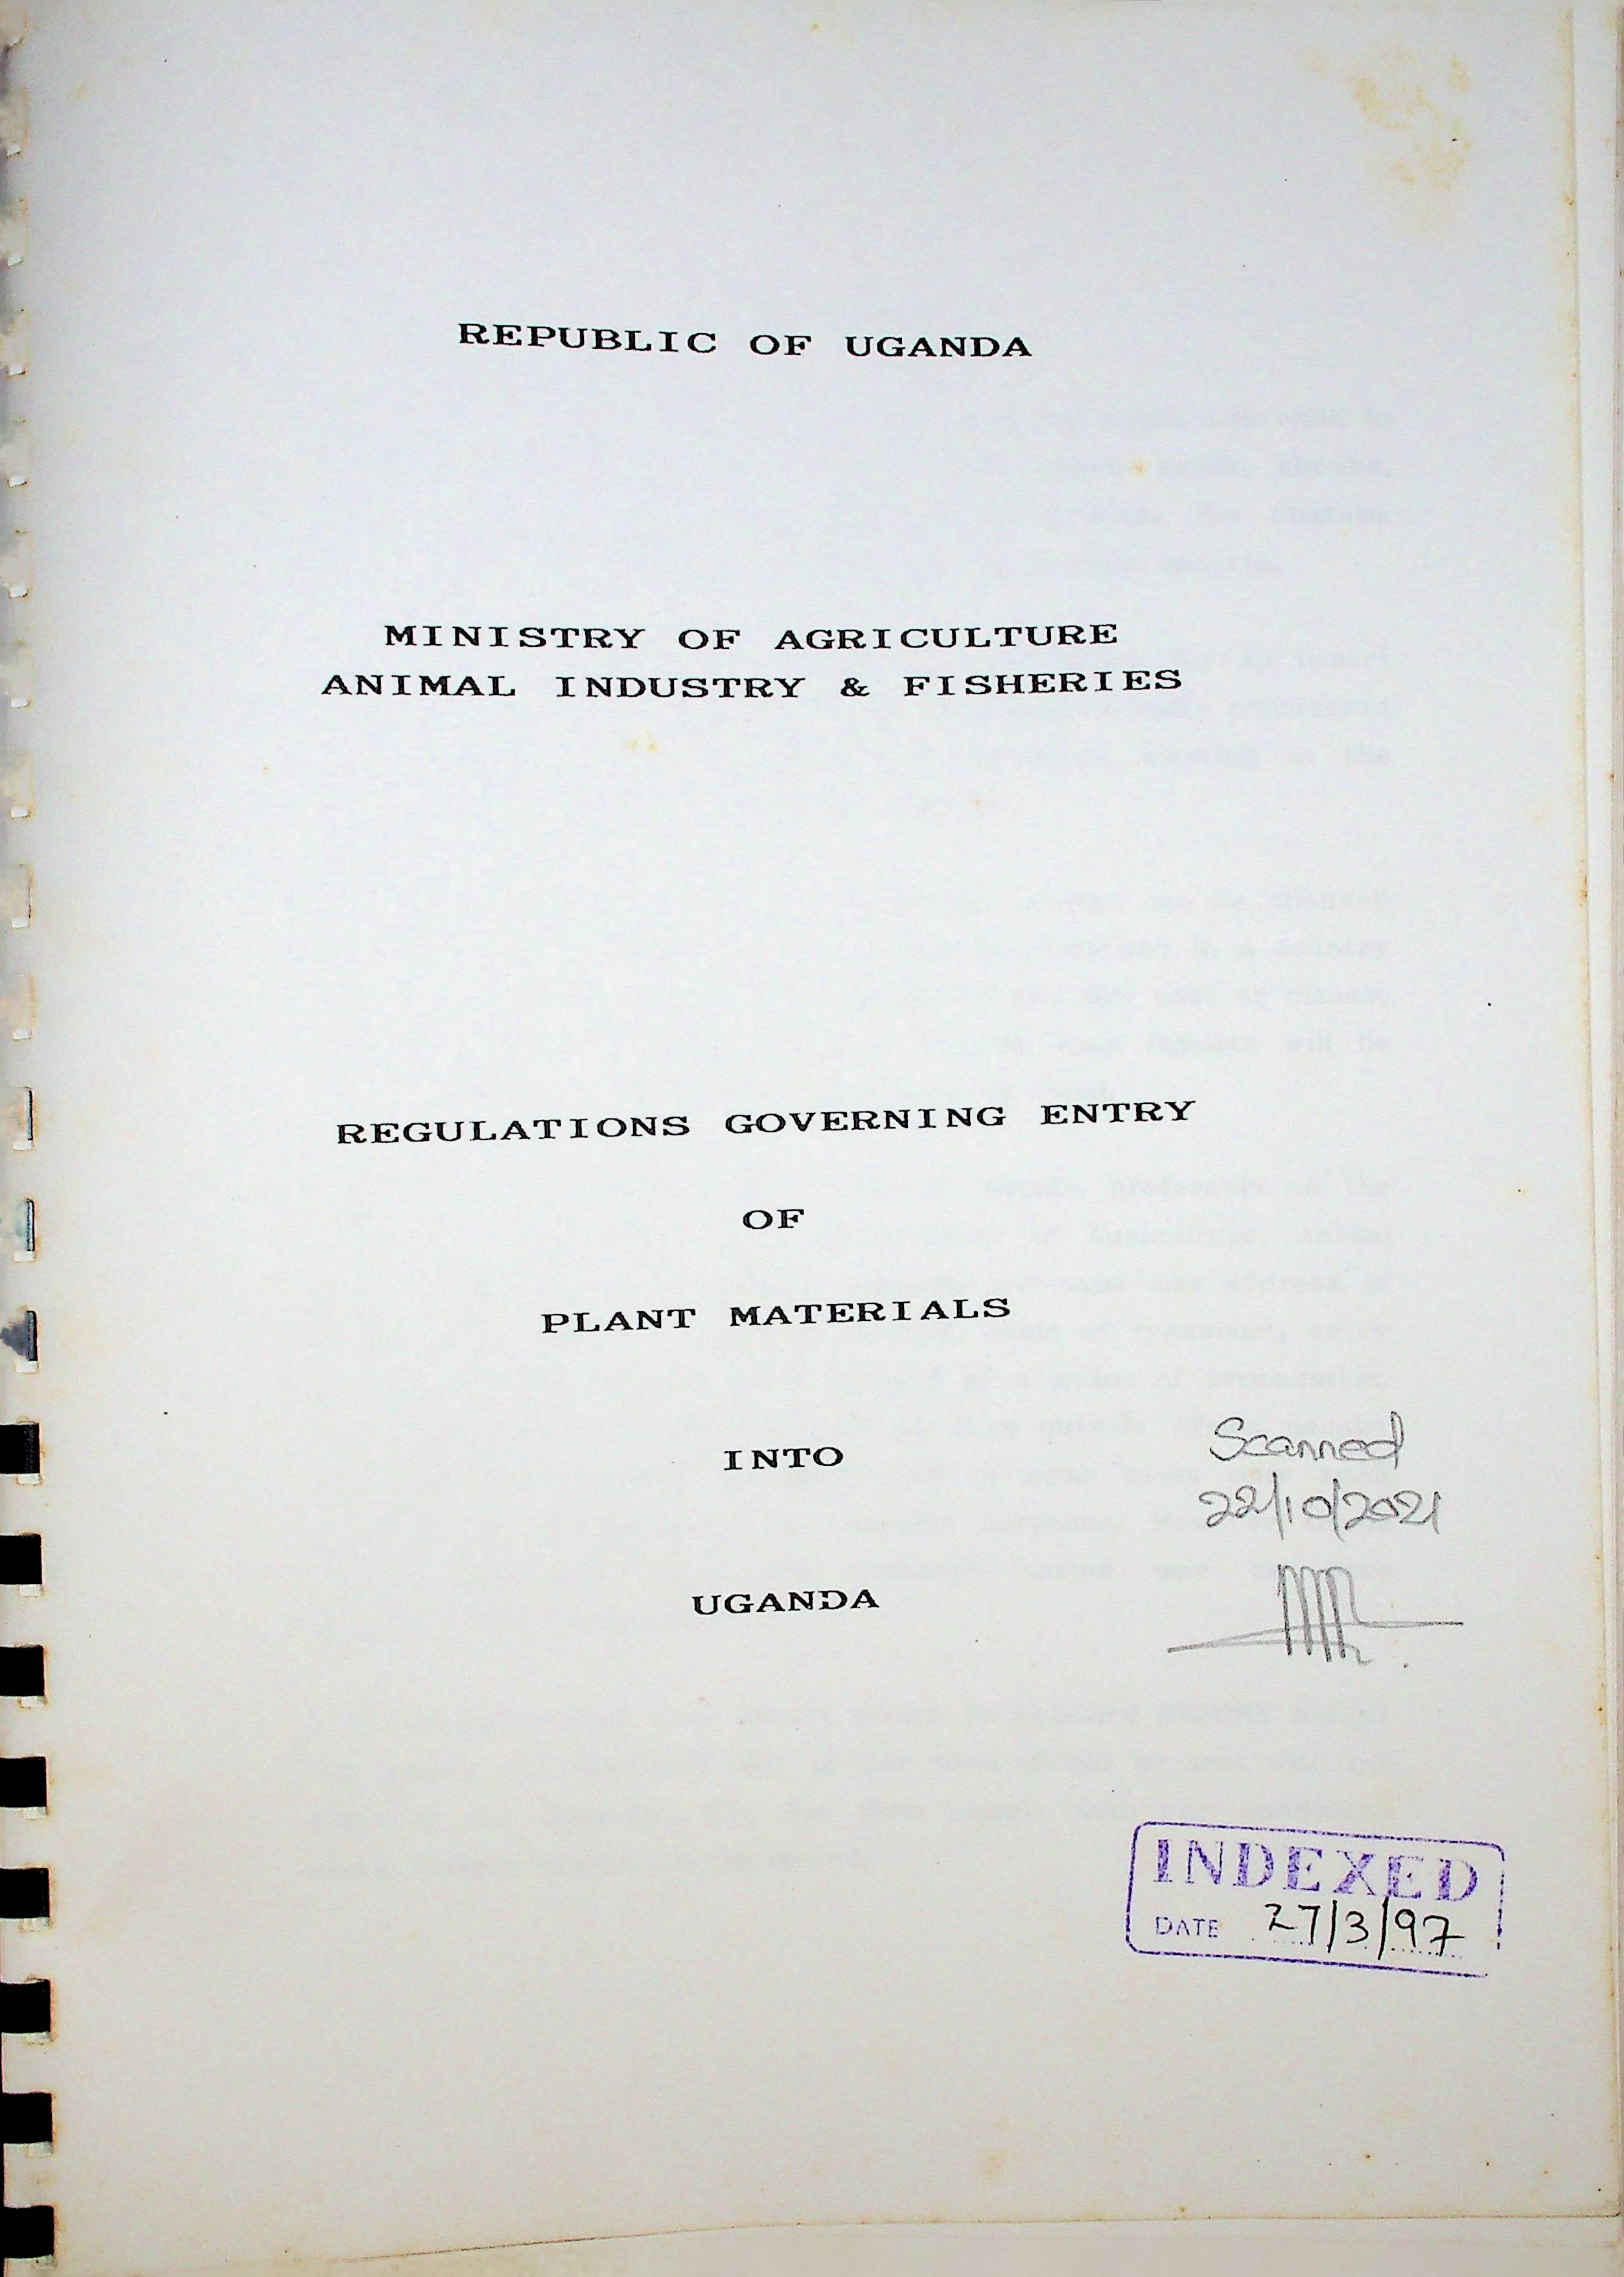 REPUBLIC OF UGANDA
MINISTRY OF AGRICULTURE
ANIMAL INDUSTRY & FISHERIES
REGULATIONS GOVERNING ENTRY
OF
PLANT MATERIALS
INTO
UGANDA
Scanned
22/10/2021
INDEXED
DATE 27/3/97